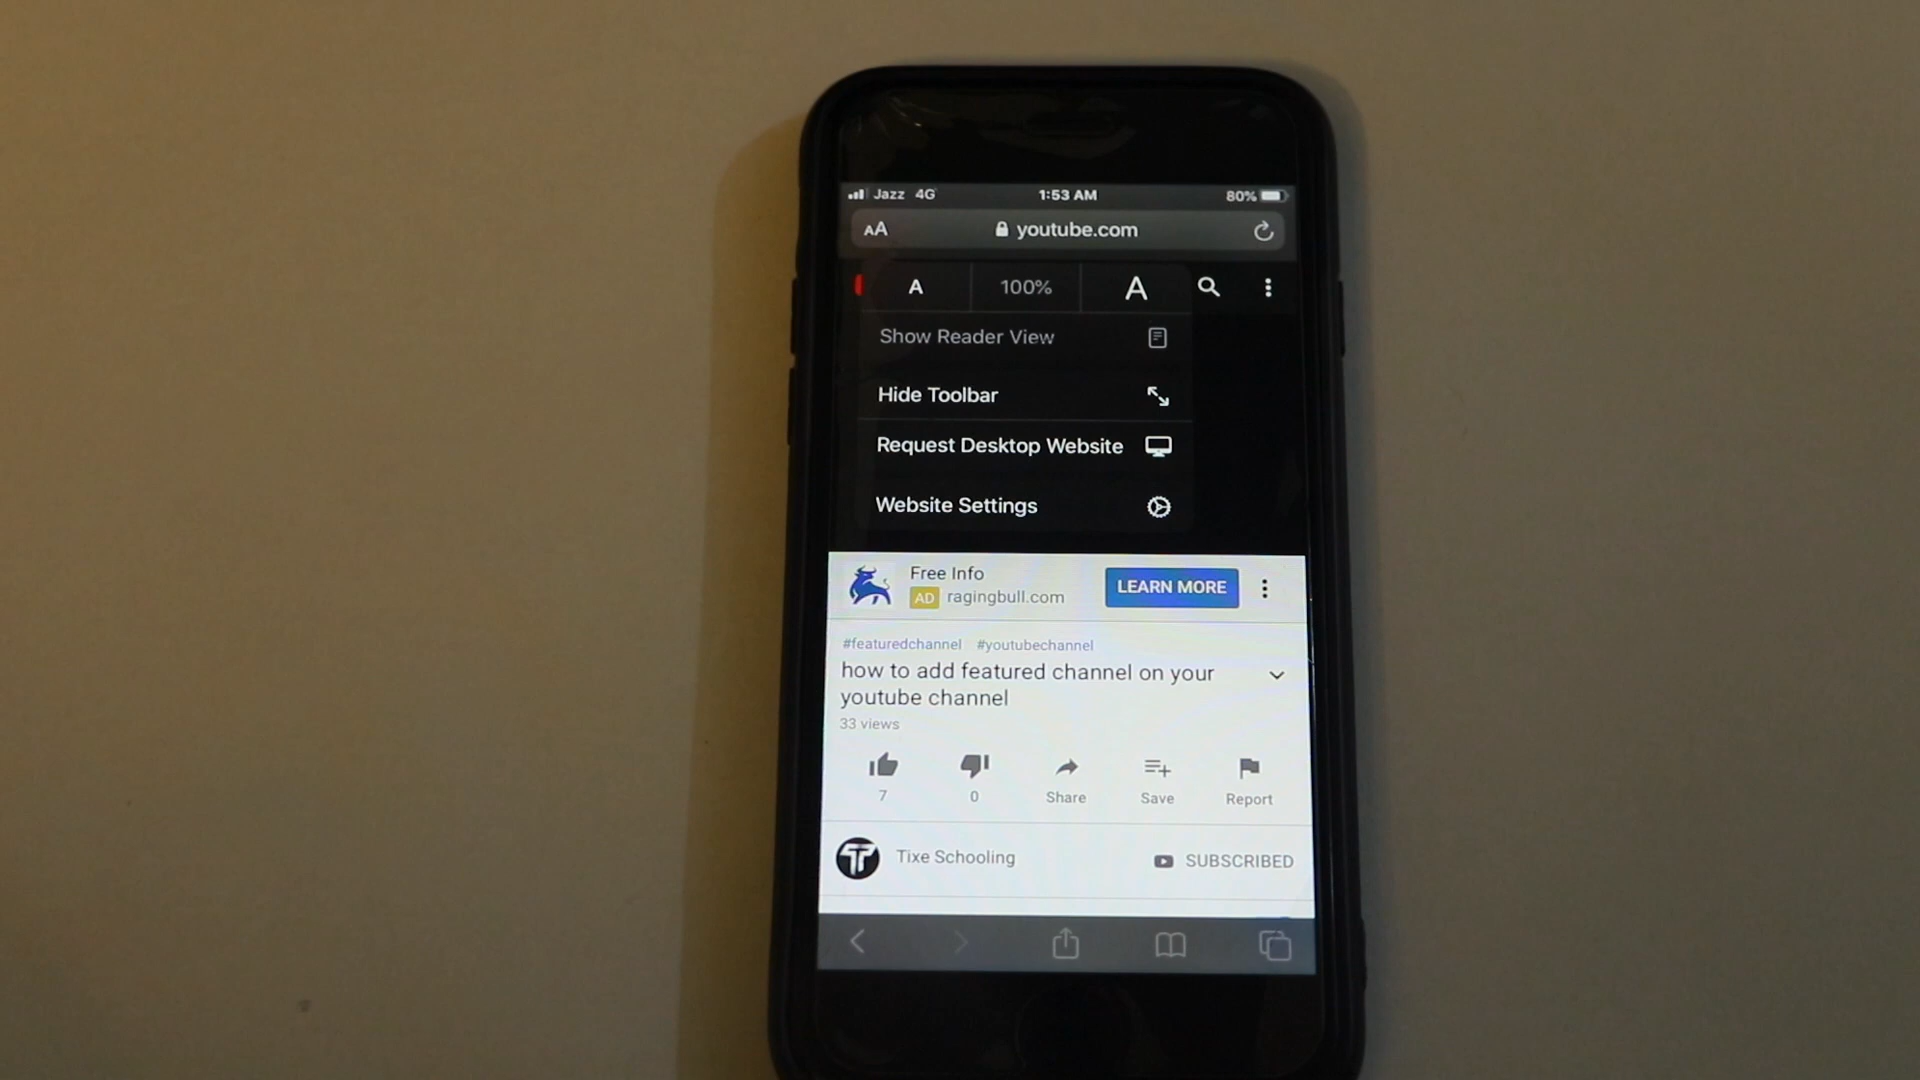 Jazz 4G 1:53 AM 80%
AA youtube.com
A 100% A
Show Reader View
Hide Toolbar
Request Desktop Website
Website Settings
Free Info
AD ragingbull.com
LEARN MORE
#featuredchannel #youtubechannel
how to add featured channel on your
youtube channel
33 views
7 0 Share Save Report
Tixe Schooling SUBSCRIBED